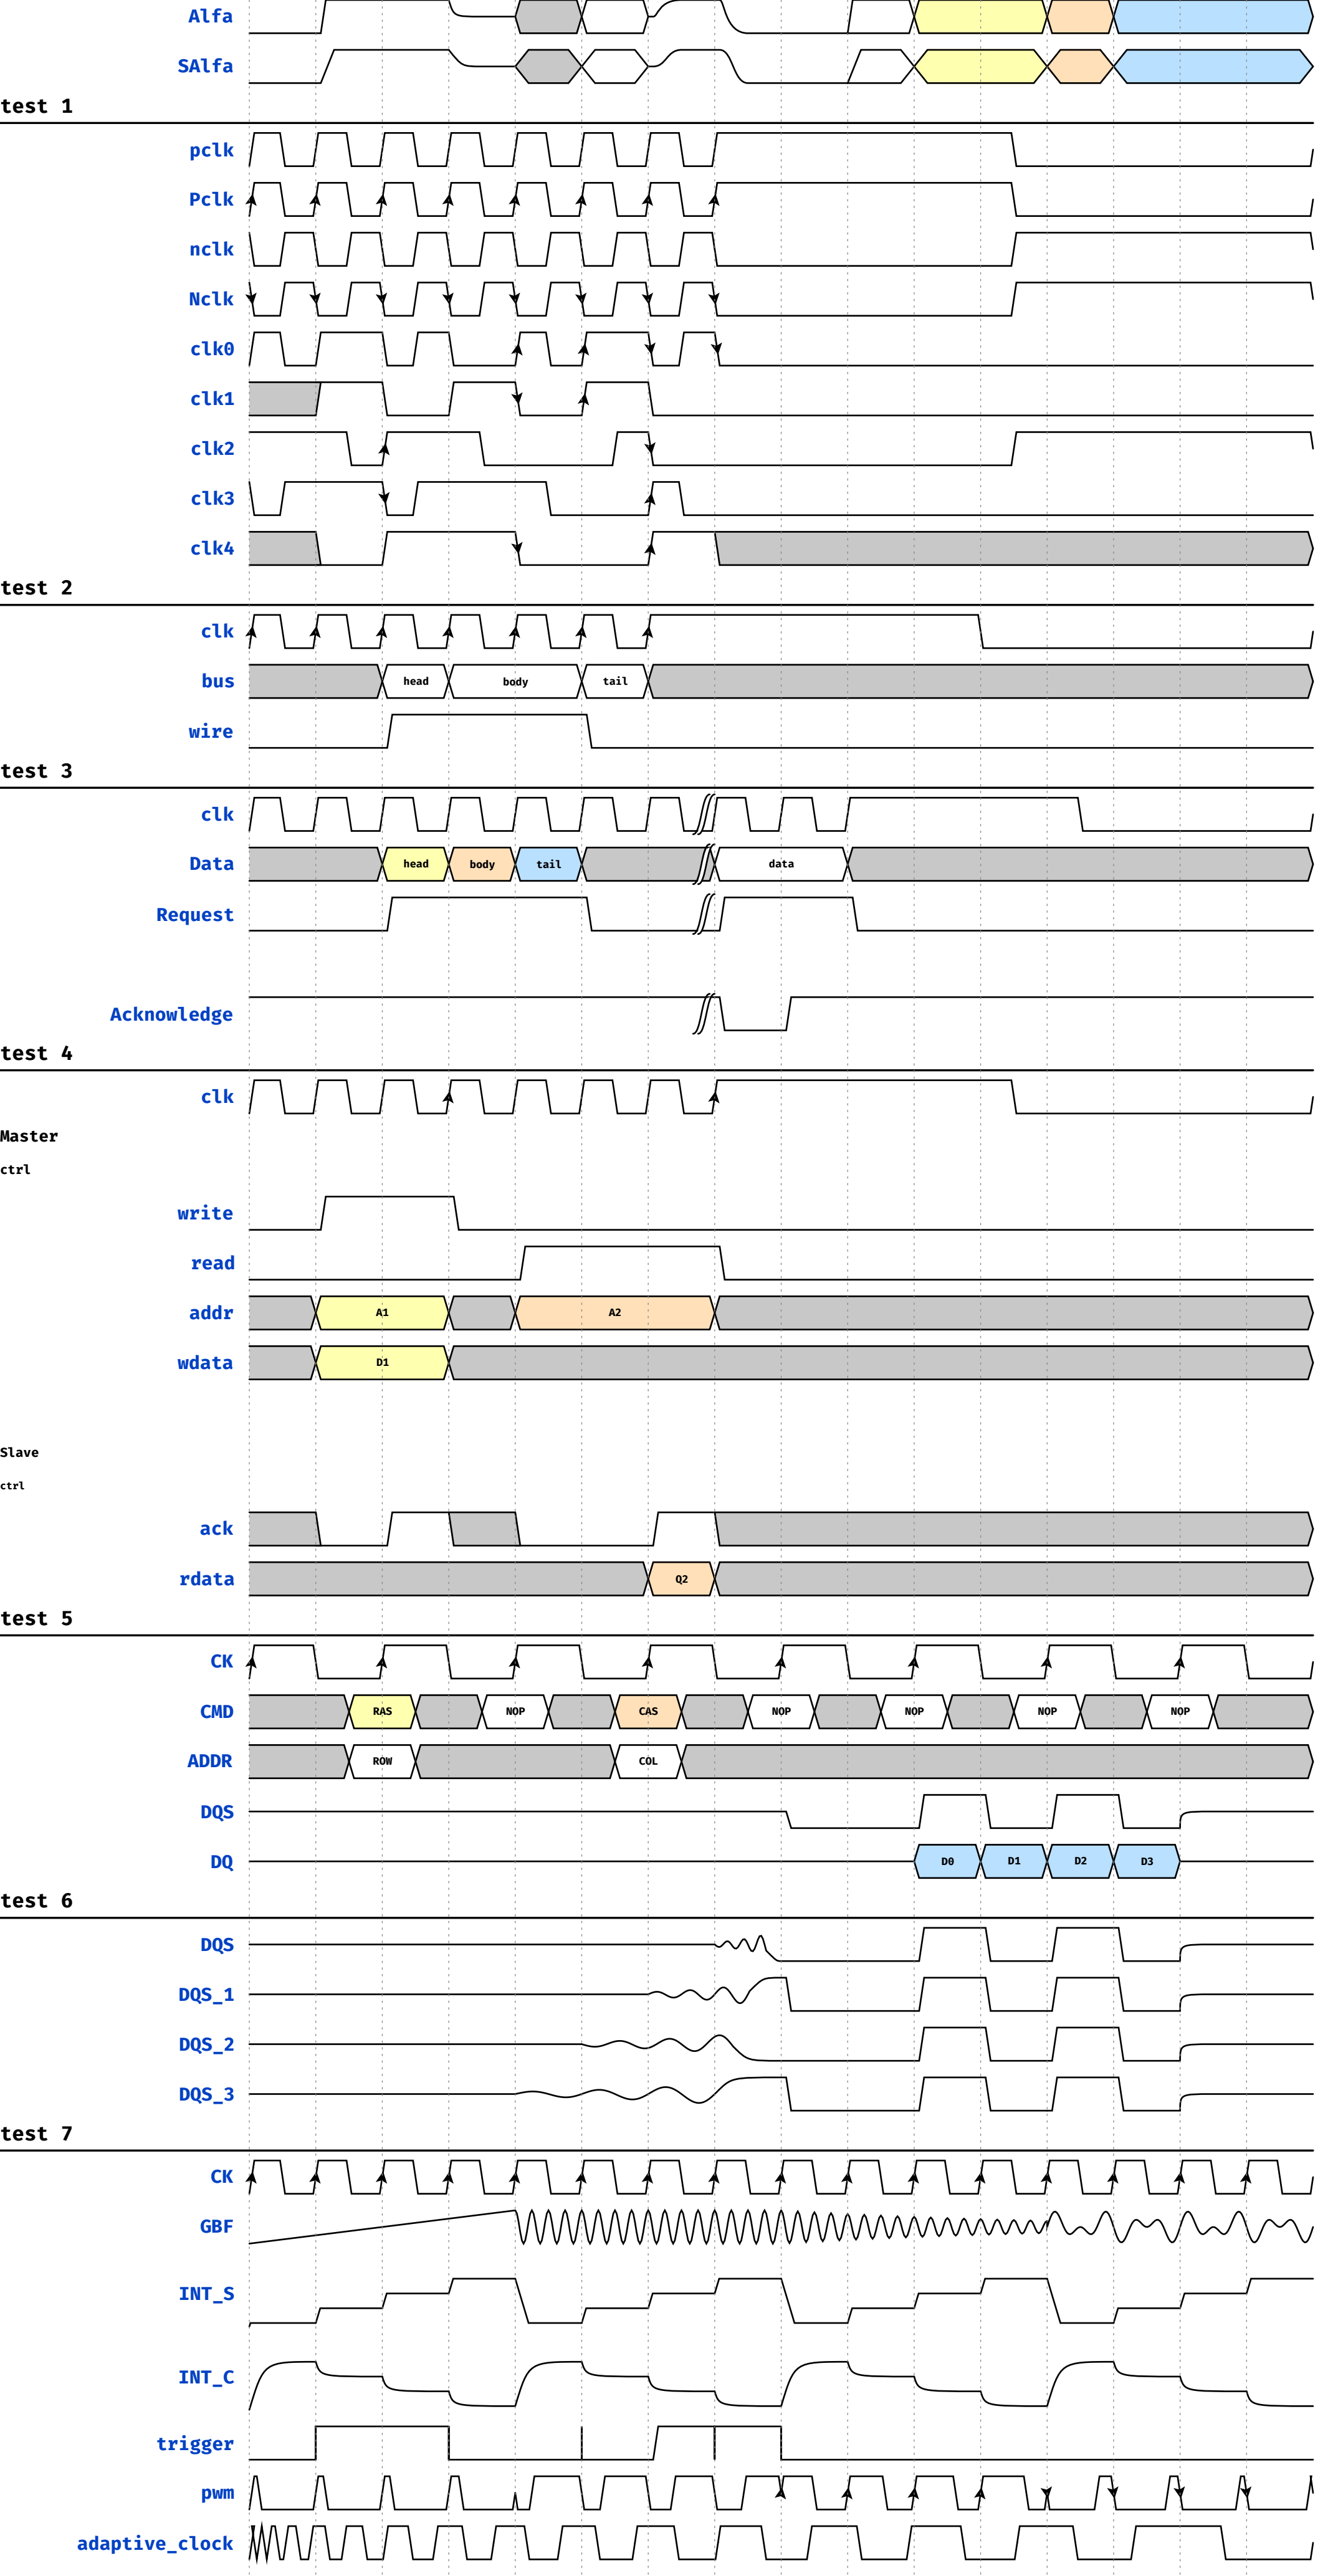 Alfa
SAlfa
test 1
pclk
Pclk
nclk
Nclk
clk0
clk1
clk2
clk3
clk4
test 2
clk
bus head body tail
wire
test 3
clk
Data head body tail data
Request
Acknowledge
test 4
clk
Master
ctrl
write
read
addr A1 A2
wdata D1
Slave
ctrl
ack
rdata Q2
test 5
CK
CMD RAS NOP CAS NOP NOP NOP NOP
ADDR ROW COL
DQS
DQ D0 D1 D2 D3
test 6
DQS
DQS_1
DQS_2
DQS_3
test 7
CK
GBF
INT_S
INT_C
trigger
pwm
adaptive_clock